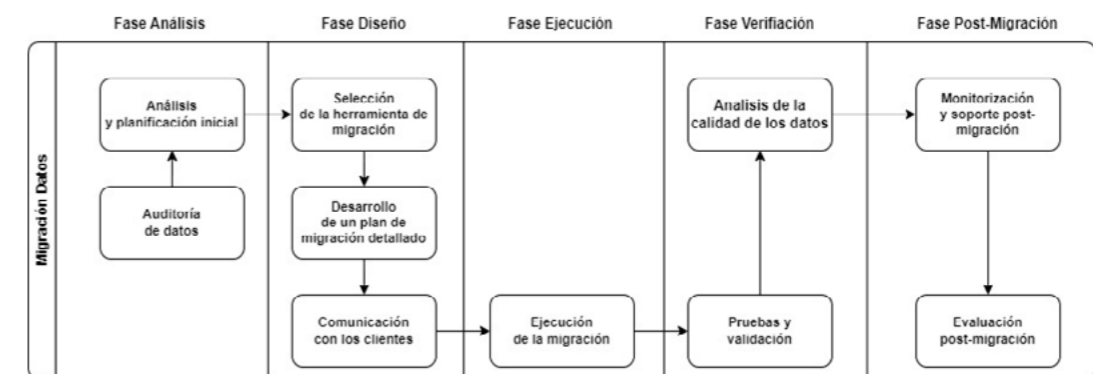 Fase Análisis
Fase Diseño
Fase Ejecución
Fase Verifiación
Fase Post-Migración
Migración Datos
Análisis
y planificación inicial
Auditoría
de datos
Selección
de la herramienta de
migración
Desarrollo
de un plan de
migración detallado
Comunicación
con los clientes
Ejecución
de la migración
Analisis de la
calidad de los datos
Pruebas y
validación
Monitorización
y soporte post-
migración
Evaluación
post-migración